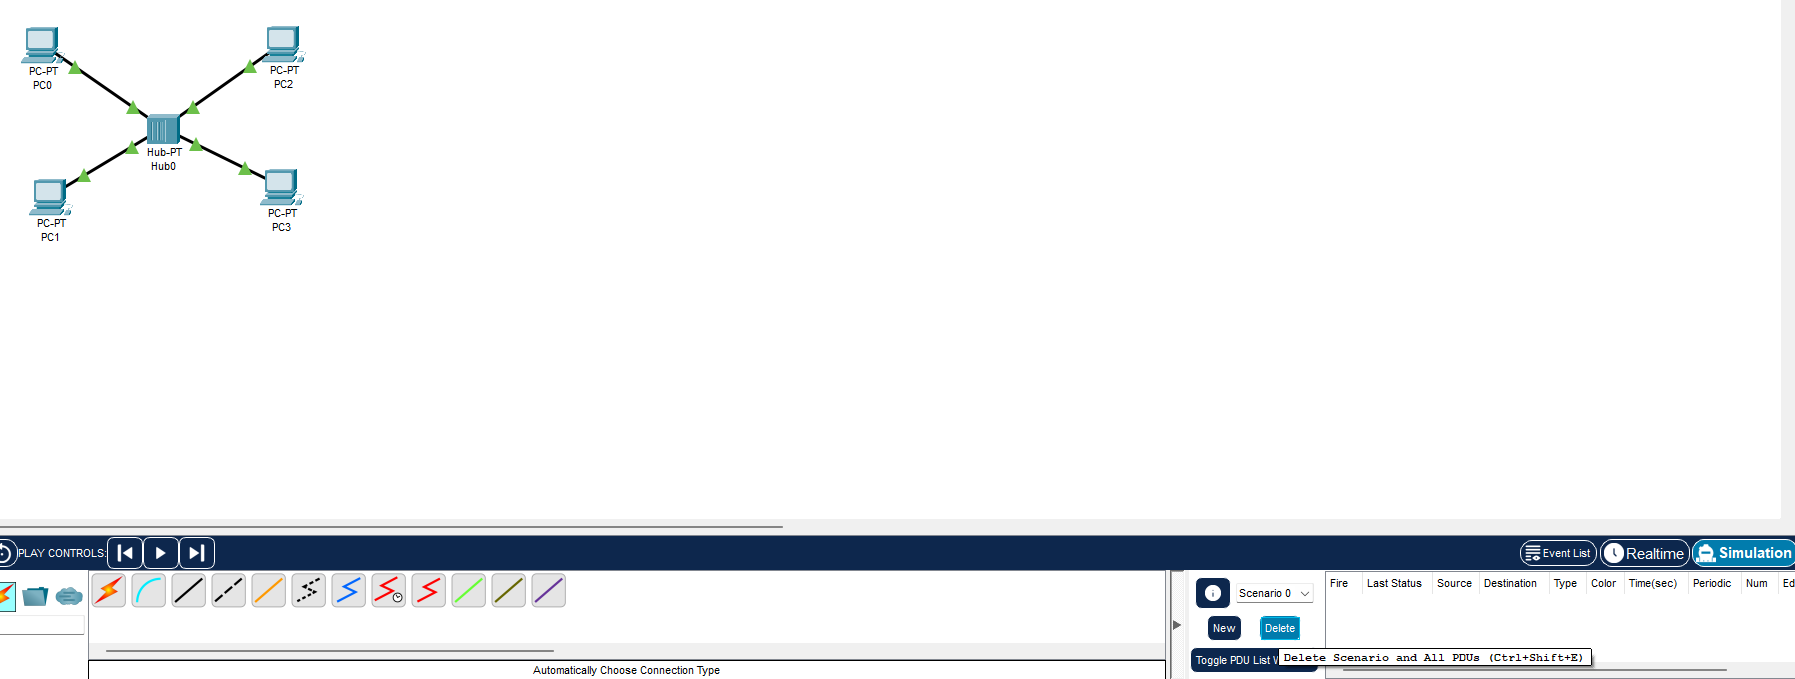 PC-PT
PC0
PC-PT
PC2
Hub-PT
Hub0
PC-PT
PC1
PC-PT
PC3
PLAY CONTROLS:
Event List
Realtime
Simulation
Scenario 0
Fire Last Status Source Destination Type Color Time(sec) Periodic Num Ed
New
Delete
Toggle PDU List W
Delete Scenario and All PDUs (Ctrl+Shift+E)
Automatically Choose Connection Type